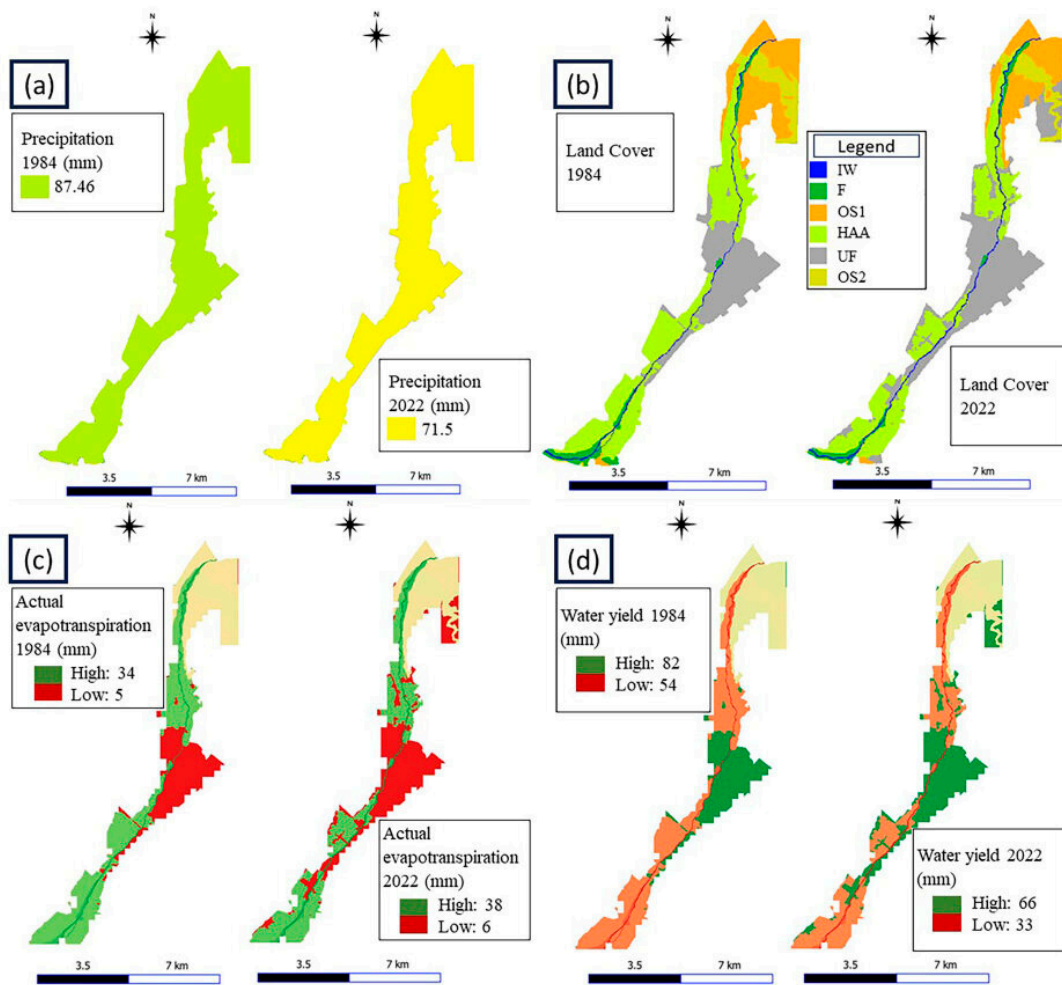 N
N
N
N
(a)
Precipitation
1984 (mm)
87.46
Precipitation
2022 (mm)
71.5
3.5
7 km
3.5
7 km
(b)
Land Cover
1984
Legend
IW
F
OS1
HAA
UF
OS2
Land Cover
2022
3.5
7 km
3.5
7 km
N
N
N
N
(c)
Actual
evapotranspiration
1984 (mm)
High: 34
Low: 5
Actual
evapotranspiration
2022 (mm)
High: 38
Low: 6
3.5
7 km
3.5
7 km
(d)
Water yield 1984
(mm)
High: 82
Low: 54
Water yield 2022
(mm)
High: 66
Low: 33
3.5
7 km
3.5
7 km